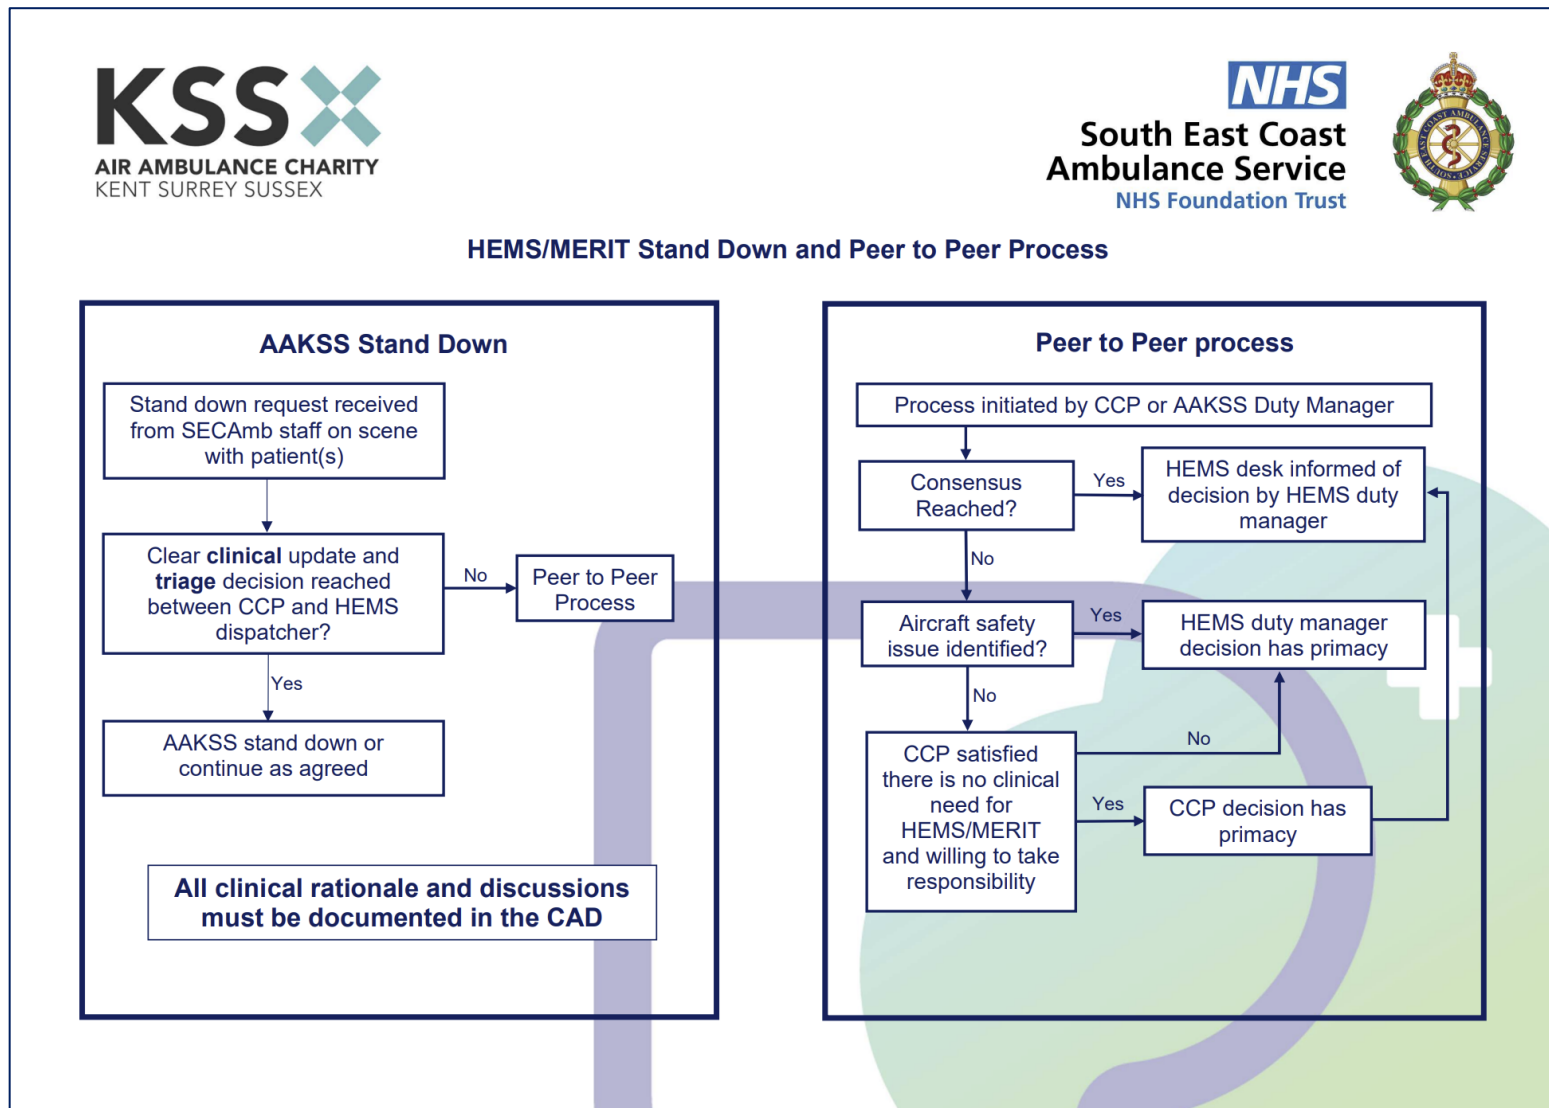 KSS
AIR AMBULANCE CHARITY
KENT SURREY SUSSEX
NHS
South East Coast
Ambulance Service
NHS Foundation Trust
SOUTH EAST COAST AMBULANCE SERVICE
HEMS/MERIT Stand Down and Peer to Peer Process
AAKSS Stand Down
Stand down request received
from SECAmb staff on scene
with patient(s)
Clear clinical update and
triage decision reached
between CCP and HEMS
dispatcher?
No
Peer to Peer
Process
Yes
AAKSS stand down or
continue as agreed
All clinical rationale and discussions
must be documented in the CAD
Peer to Peer process
Process initiated by CCP or AAKSS Duty Manager
Consensus
Reached?
Yes
HEMS desk informed of
decision by HEMS duty
manager
No
Aircraft safety
issue identified?
Yes
HEMS duty manager
decision has primacy
No
CCP satisfied
there is no clinical
need for
HEMS/MERIT
and willing to take
responsibility
No
Yes
CCP decision has
primacy